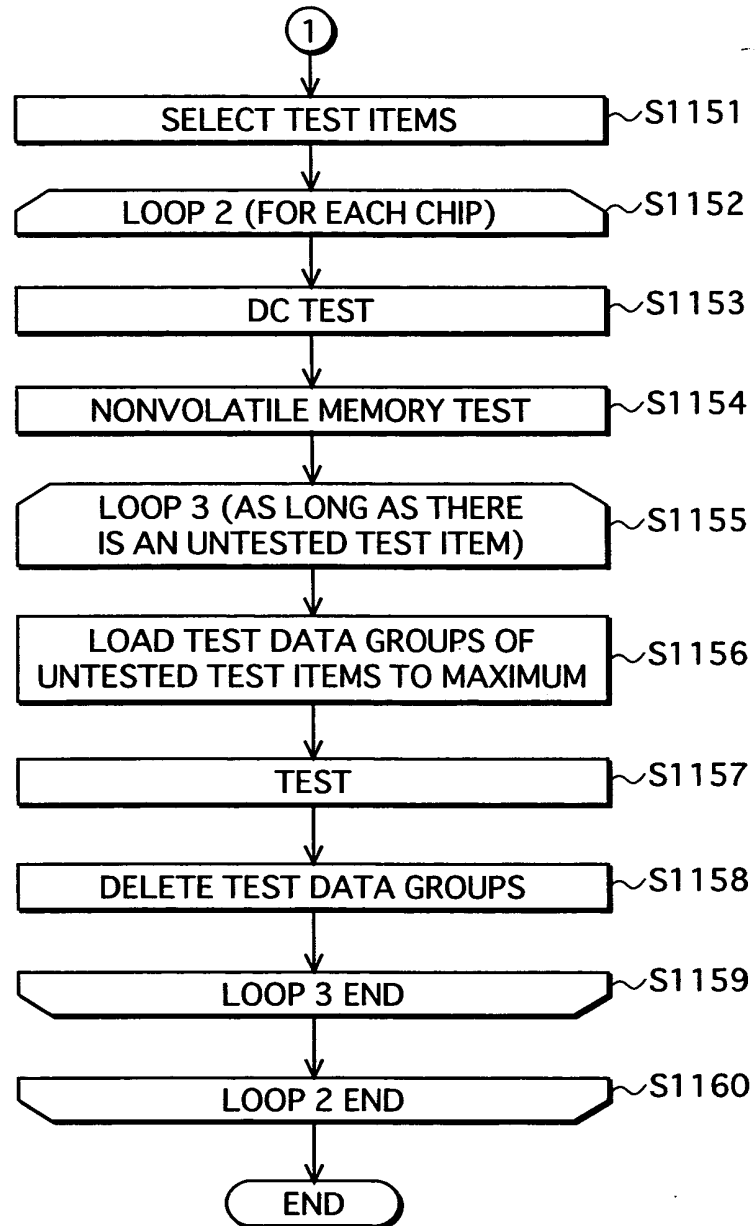 1
SELECT TEST ITEMS
S1151
LOOP 2 (FOR EACH CHIP)
S1152
DC TEST
S1153
NONVOLATILE MEMORY TEST
S1154
LOOP 3 (AS LONG AS THERE
IS AN UNTESTED TEST ITEM)
S1155
LOAD TEST DATA GROUPS OF
UNTESTED TEST ITEMS TO MAXIMUM
S1156
TEST
S1157
DELETE TEST DATA GROUPS
S1158
LOOP 3 END
S1159
LOOP 2 END
S1160
END